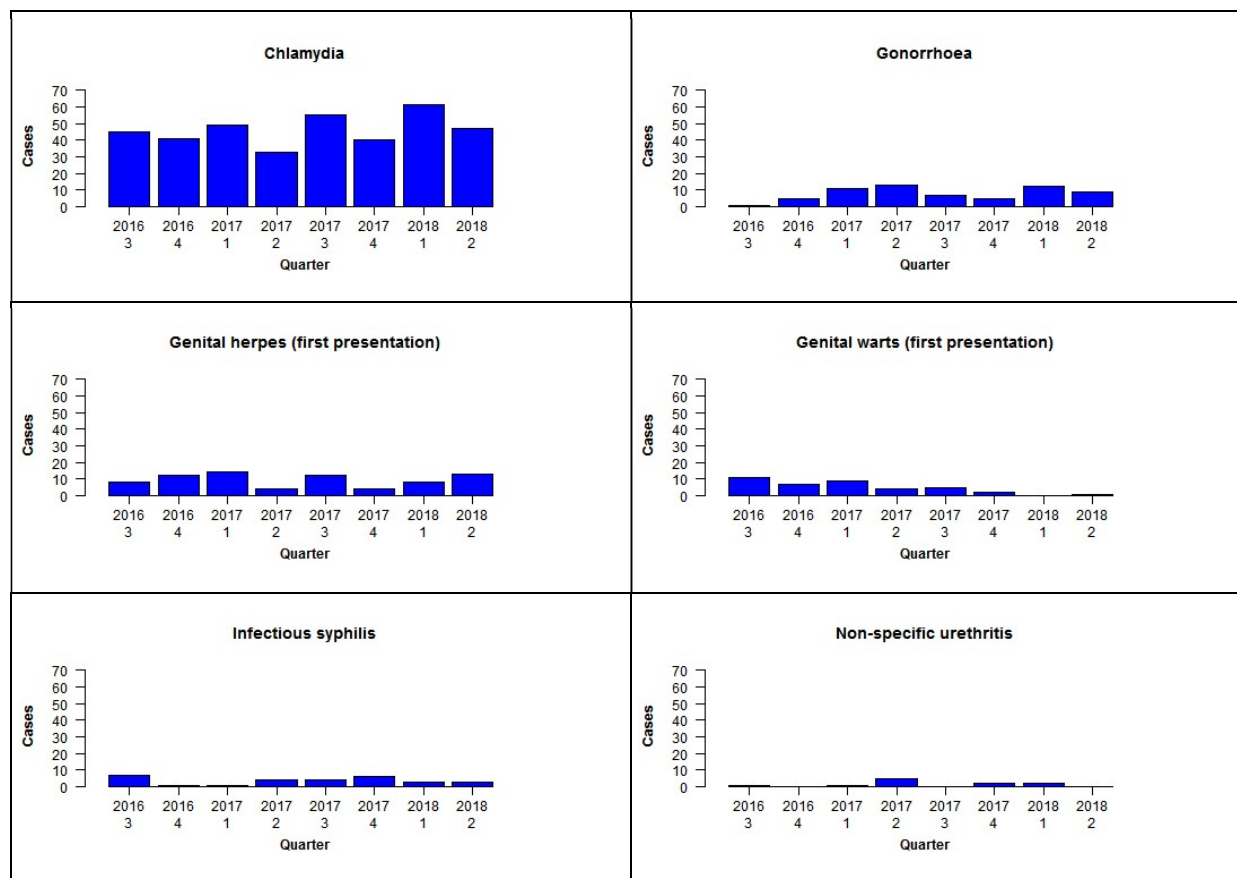 Chlamydia
Cases
70
60
50
40
30
20
10
0
2016 2016 2017 2017 2017 2017 2018 2018
3 4 1 2 3 4 1 2
Quarter
Gonorrhoea
Cases
70
60
50
40
30
20
10
0
2016 2016 2017 2017 2017 2017 2018 2018
3 4 1 2 3 4 1 2
Quarter
Genital herpes (first presentation)
Cases
70
60
50
40
30
20
10
0
2016 2016 2017 2017 2017 2017 2018 2018
3 4 1 2 3 4 1 2
Quarter
Genital warts (first presentation)
Cases
70
60
50
40
30
20
10
0
2016 2016 2017 2017 2017 2017 2018 2018
3 4 1 2 3 4 1 2
Quarter
Infectious syphilis
Cases
70
60
50
40
30
20
10
0
2016 2016 2017 2017 2017 2017 2018 2018
3 4 1 2 3 4 1 2
Quarter
Non-specific urethritis
Cases
70
60
50
40
30
20
10
0
2016 2016 2017 2017 2017 2017 2018 2018
3 4 1 2 3 4 1 2
Quarter